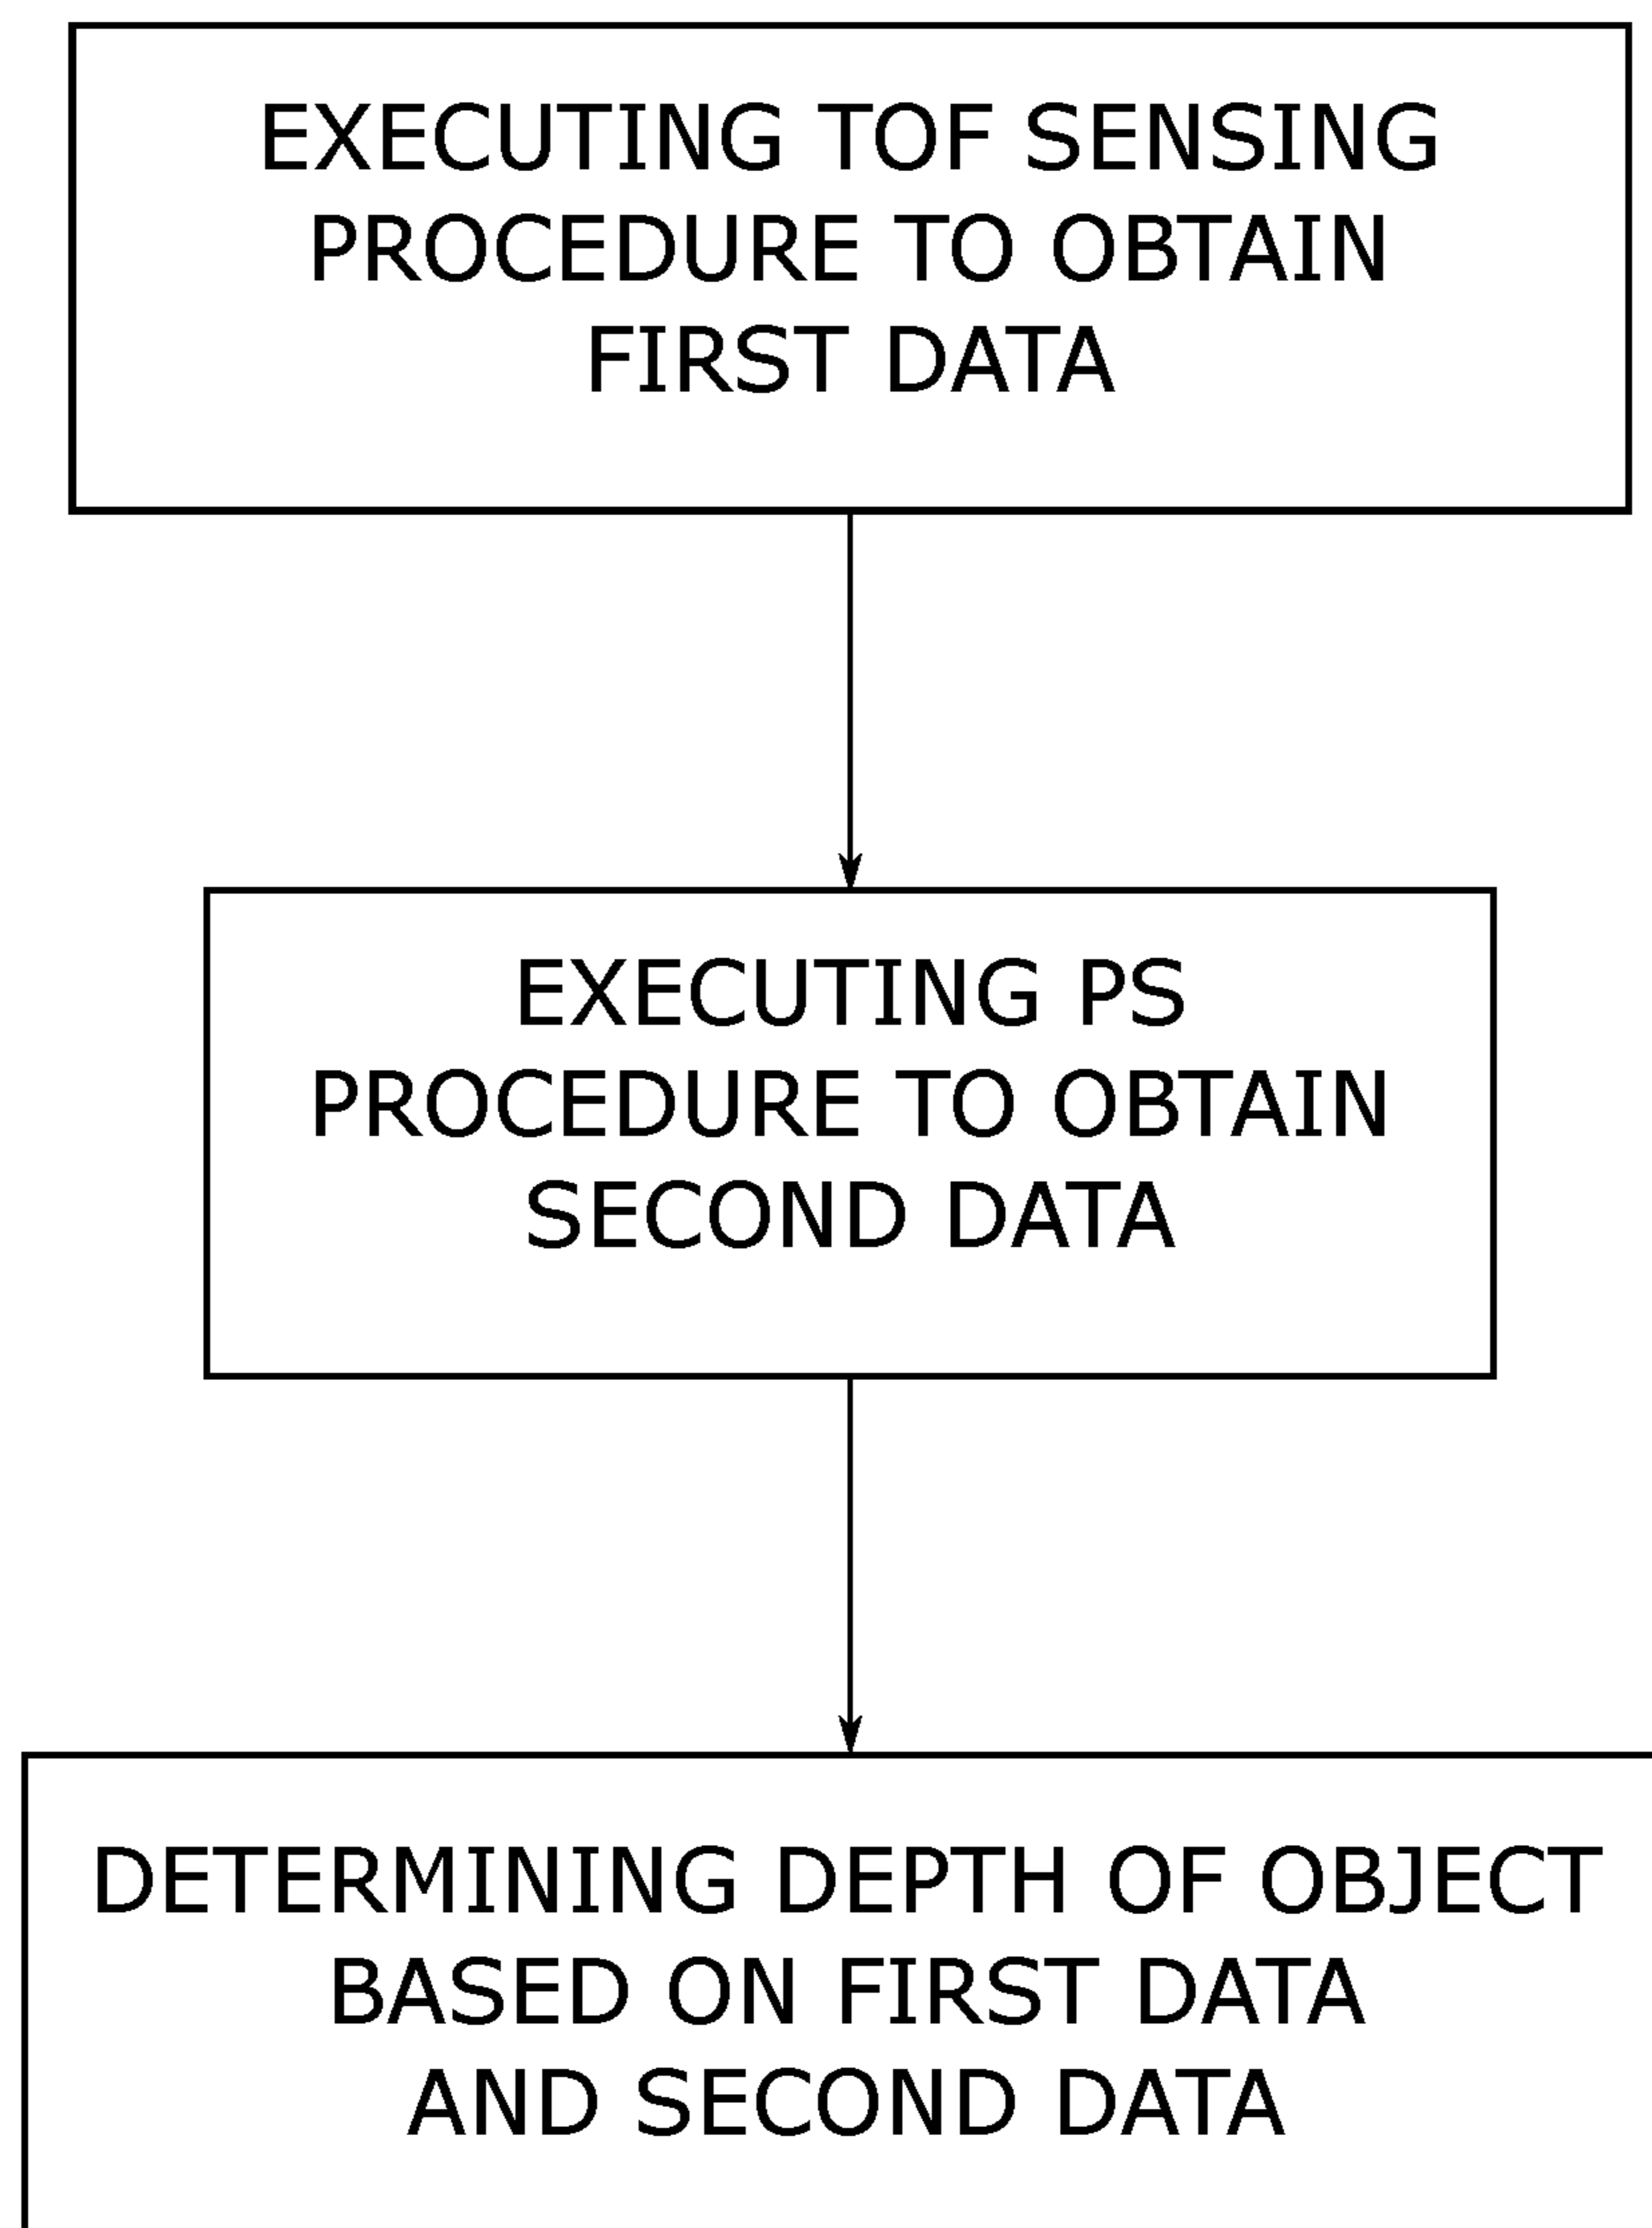 EXECUTING TOF SENSING
PROCEDURE TO OBTAIN
FIRST DATA
EXECUTING PS
PROCEDURE TO OBTAIN
SECOND DATA
DETERMINING DEPTH OF OBJECT
BASED ON FIRST DATA
AND SECOND DATA